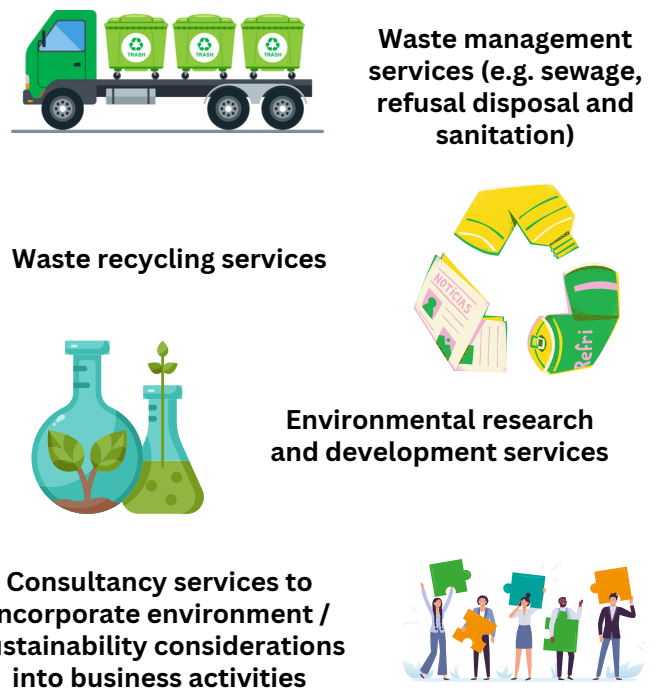 TRASH
TRASH
TRASH
Waste management
services (e.g. sewage,
refusal disposal and
sanitation)
Waste recycling services
NOTICIAS
Refri
Environmental research
and development services
Consultancy services to
ncorporate environment /
stainability considerations
into business activities